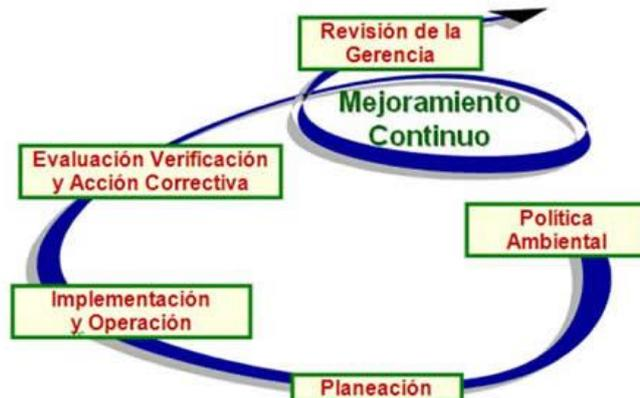 Revisión de la
Gerencia
Mejoramiento
Continuo
Evaluación Verificación
y Acción Correctiva
Política
Ambiental
Implementación
y Operación
Planeación